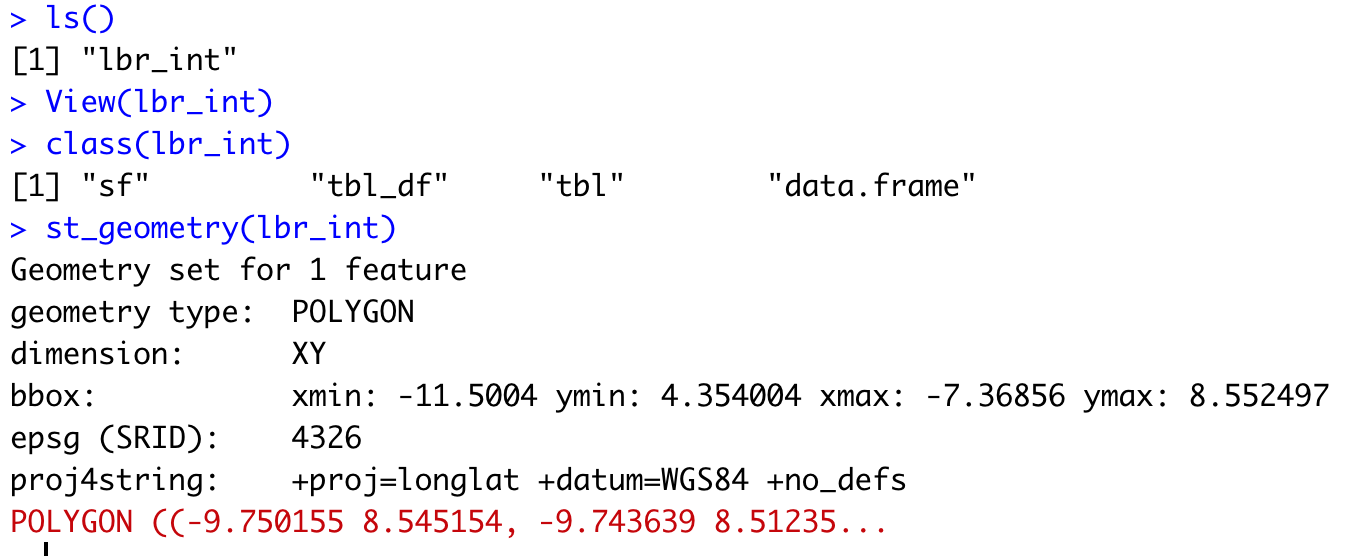 > ls()
[1] "lbr_int"
> View(lbr_int)
> class(lbr_int)
[1] "sf"         "tbl_df"     "tbl"        "data.frame"
> st_geometry(lbr_int)
Geometry set for 1 feature
geometry type:  POLYGON
dimension:      XY
bbox:           xmin: -11.5004 ymin: 4.354004 xmax: -7.36856 ymax: 8.552497
epsg (SRID):    4326
proj4string:    +proj=longlat +datum=WGS84 +no_defs
POLYGON ((-9.750155 8.545154, -9.743639 8.51235...